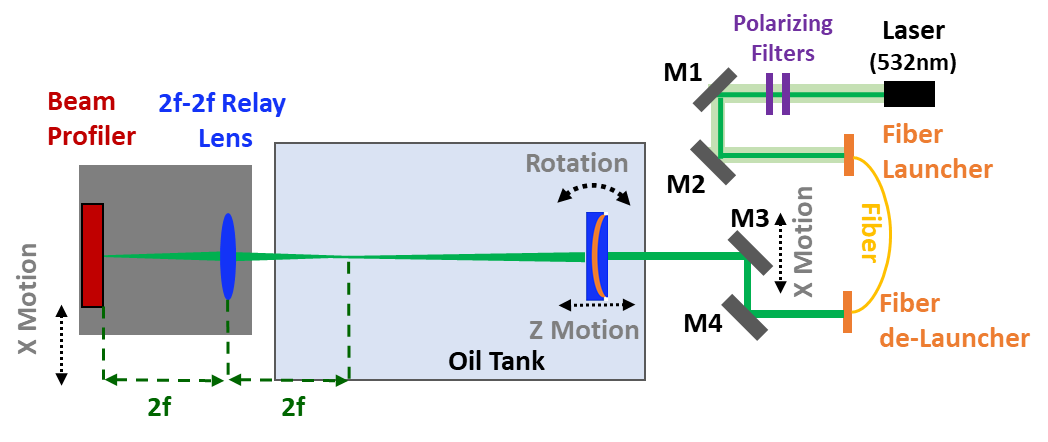 Polarizing
Filters
Laser
(532nm)
M1
Beam
Profiler
2f-2f Relay
Lens
Fiber
Launcher
Rotation
M2
M3
Fiber
X Motion
X Motion
Fiber
de-Launcher
M4
Z Motion
Oil Tank
2f
2f